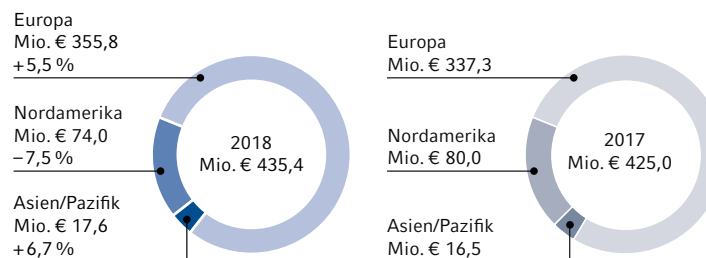 Europa
Mio. € 355,8
+5,5 %
Nordamerika
Mio. € 74,0
−7,5 %
Asien/Pazifik
Mio. € 17,6
+6,7 %
2018
Mio. € 435,4
Europa
Mio. € 337,3
Nordamerika
Mio. € 80,0
Asien/Pazifik
Mio. € 16,5
2017
Mio. € 425,0